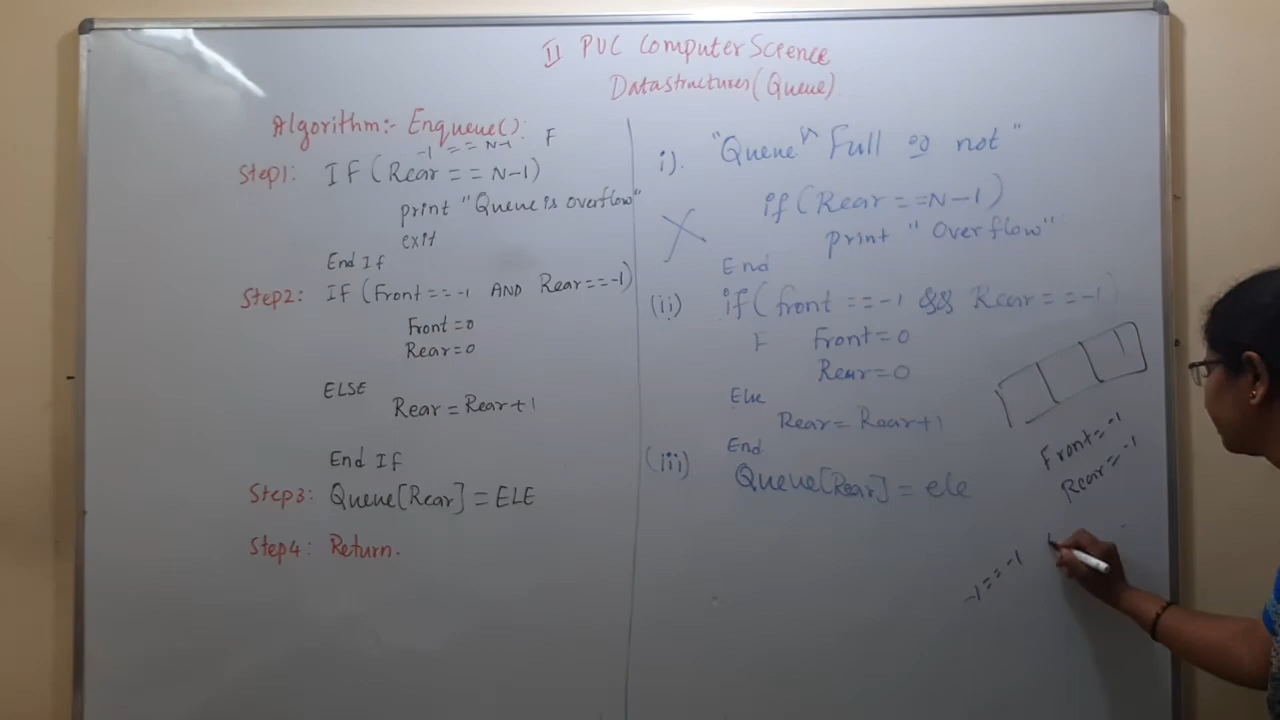 II PUC Computer Science
Datastructures (Queue).
Algorithm:- Enqueue():
-1 == N-1 F
Step1: IF (Rear == N-1)
print "Queue is overflow"
exit
End If
Step2: IF (Front == -1 AND Rear == -1)
Front = 0
Rear = 0
ELSE
Rear = Rear + 1
End IF
Step3: Queue[Rear] = ELE
Step4: Return.
i). "Queue Full or not"
if (Rear == N-1)
print "Overflow"
End
(ii) if (front == -1 && Rear == -1)
F Front = 0
Rear = 0
Else
Rear = Rear + 1
End
(iii) Queue[Rear] = ele
Front = -1
Rear = -1
-1 == -1